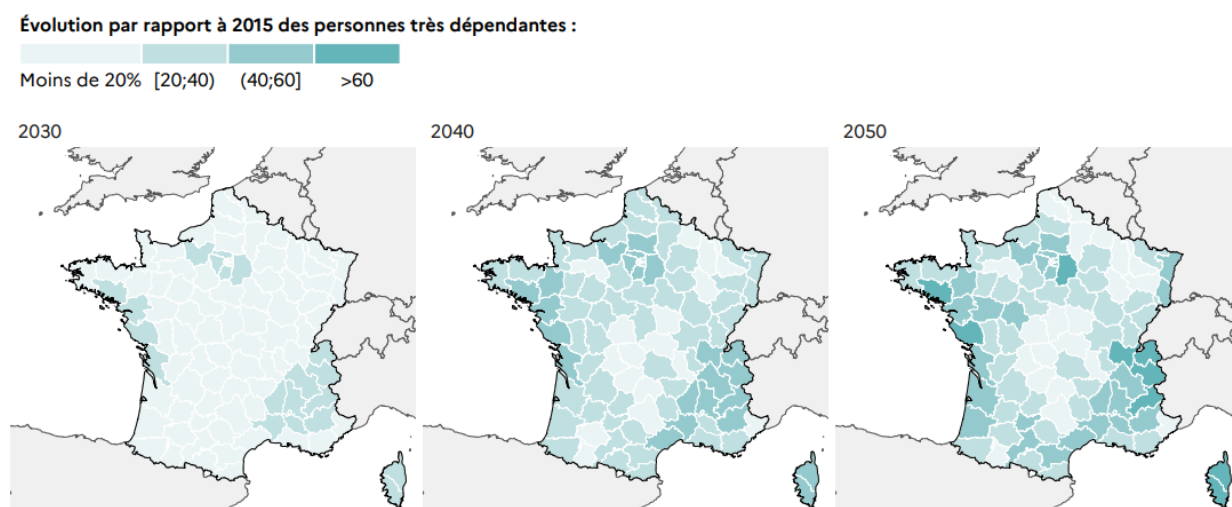 Évolution par rapport à 2015 des personnes très dépendantes :
Moins de 20% [20;40) (40;60] >60
2030 2040 2050